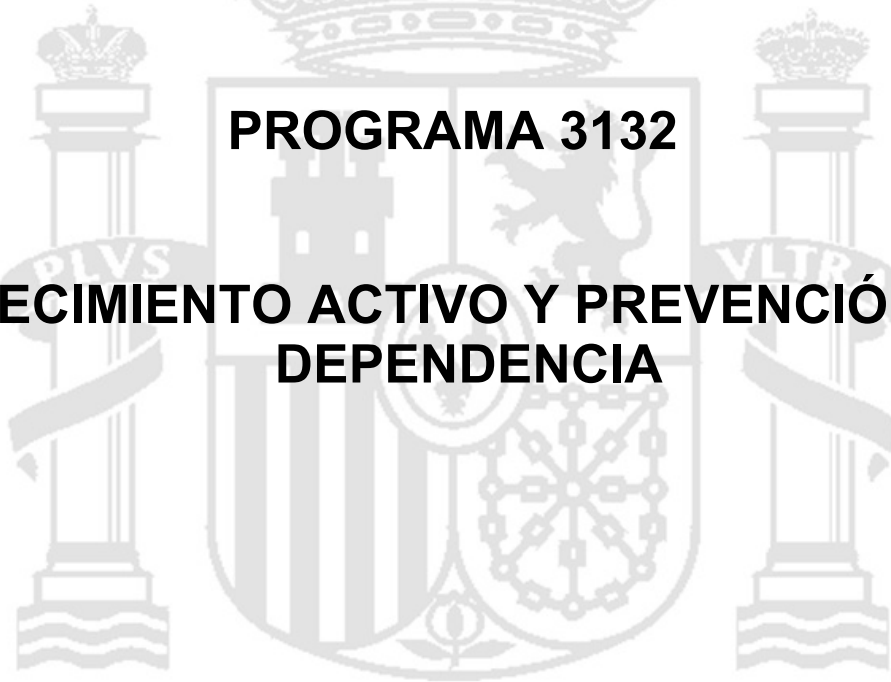 PROGRAMA 3132
PLVS
VLTR
ECIMIENTO ACTIVO Y PREVENCIÓ
DEPENDENCIA